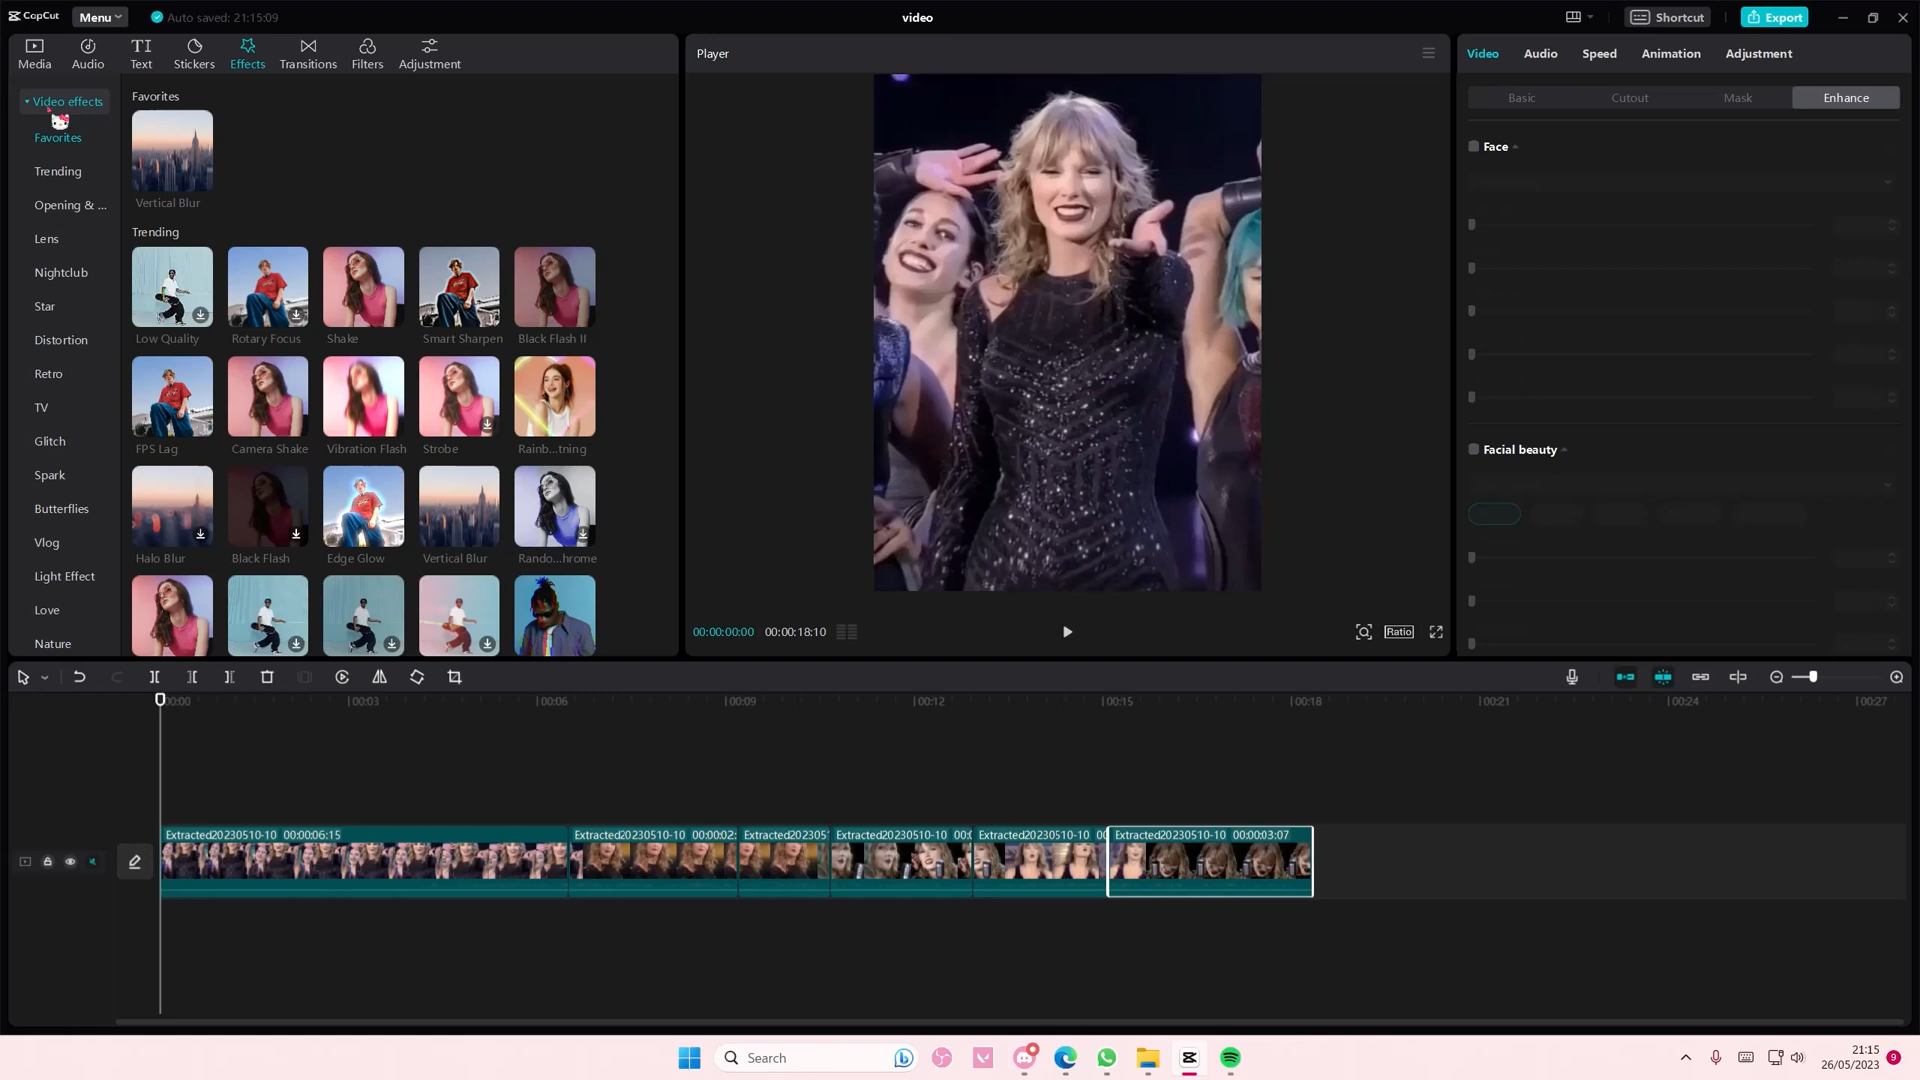 CapCut
Menu
Auto saved: 21:15:09
video
Shortcut
Export
Media
Audio
Text
Stickers
Effects
Transitions
Filters
Adjustment
Player
Video
Audio
Speed
Animation
Adjustment
Video effects
Favorites
Trending
Opening & ...
Lens
Nightclub
Star
Distortion
Retro
TV
Glitch
Spark
Butterflies
Vlog
Light Effect
Love
Nature
Favorites
Vertical Blur
Trending
Low Quality
Rotary Focus
Shake
Smart Sharpen
Black Flash II
FPS Lag
Camera Shake
Vibration Flash
Strobe
Rainb...tning
Halo Blur
Black Flash
Edge Glow
Vertical Blur
Rando...hrome
00:00:00:00
00:00:18:10
Ratio
Basic
Cutout
Mask
Enhance
Face
Facial beauty
00:00
00:03
00:06
00:09
00:12
00:15
00:18
00:21
00:24
00:27
Extracted20230510-10 00:00:06:15
Extracted20230510-10 00:00:02:
Extracted202305
Extracted20230510-10 00:0
Extracted20230510-10 00
Extracted20230510-10 00:00:03:07
Search
21:15
26/05/2023
9